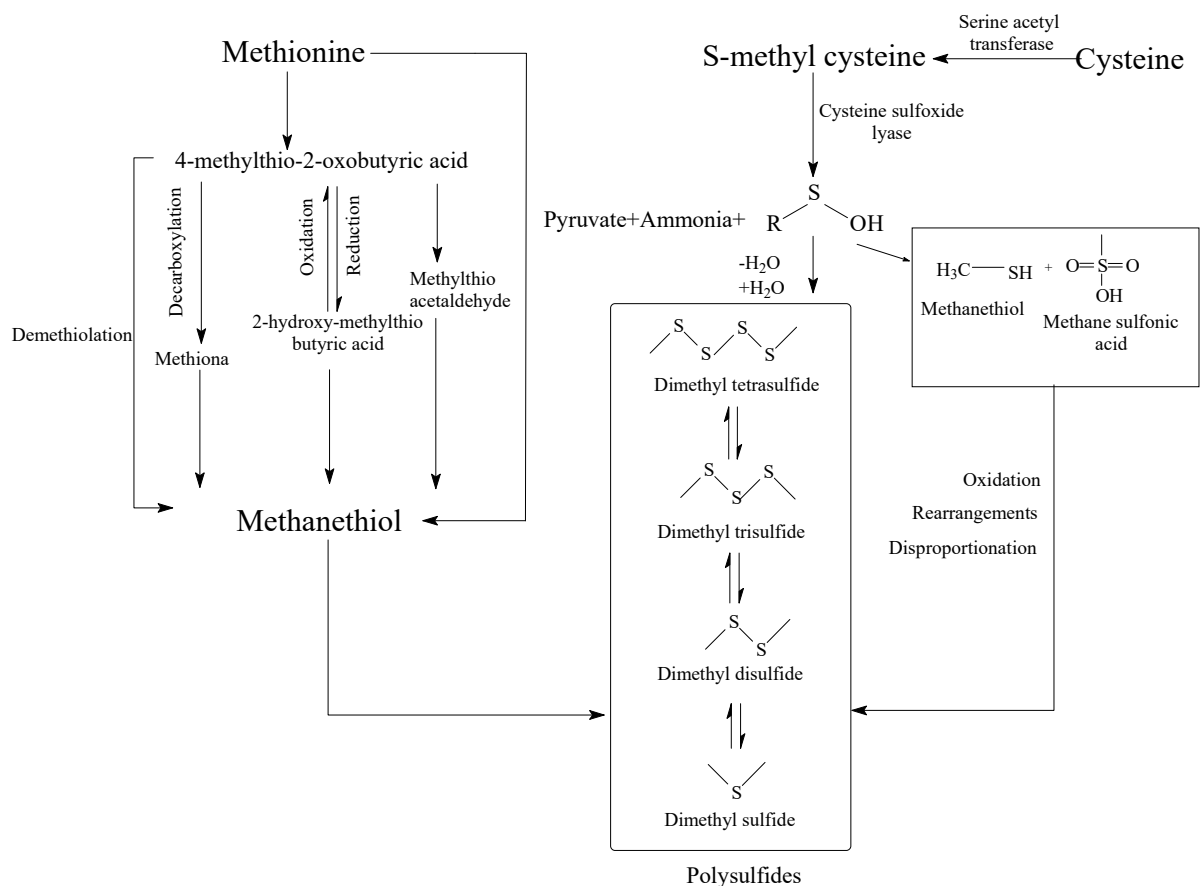 Methionine
4-methylthio-2-oxobutyric acid
Decarboxylation
Oxidation
Reduction
Methylthio
acetaldehyde
Demethiolation
2-hydroxy-methylthio
butyric acid
Methiona
Methanethiol
Serine acetyl
transferase
S-methyl cysteine
Cysteine
Cysteine sulfoxide
lyase
Pyruvate+Ammonia+
S
R
OH
-H₂O
+H₂O
H₃C
SH
+
O=S=O
OH
Methanethiol
Methane sulfonic
acid
S
S
S
S
Dimethyl tetrasulfide
S
S
S
Dimethyl trisulfide
S
S
Dimethyl disulfide
S
Dimethyl sulfide
Polysulfides
Oxidation
Rearrangements
Disproportionation